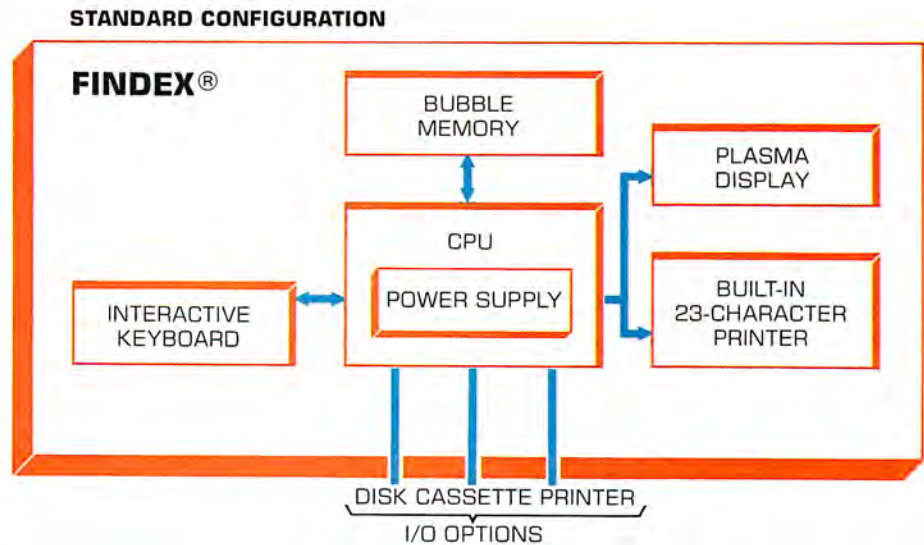 STANDARD CONFIGURATION
FINDEX®
BUBBLE
MEMORY
PLASMA
DISPLAY
CPU
POWER SUPPLY
INTERACTIVE
KEYBOARD
BUILT-IN
23-CHARACTER
PRINTER
DISK CASSETTE PRINTER
I/O OPTIONS